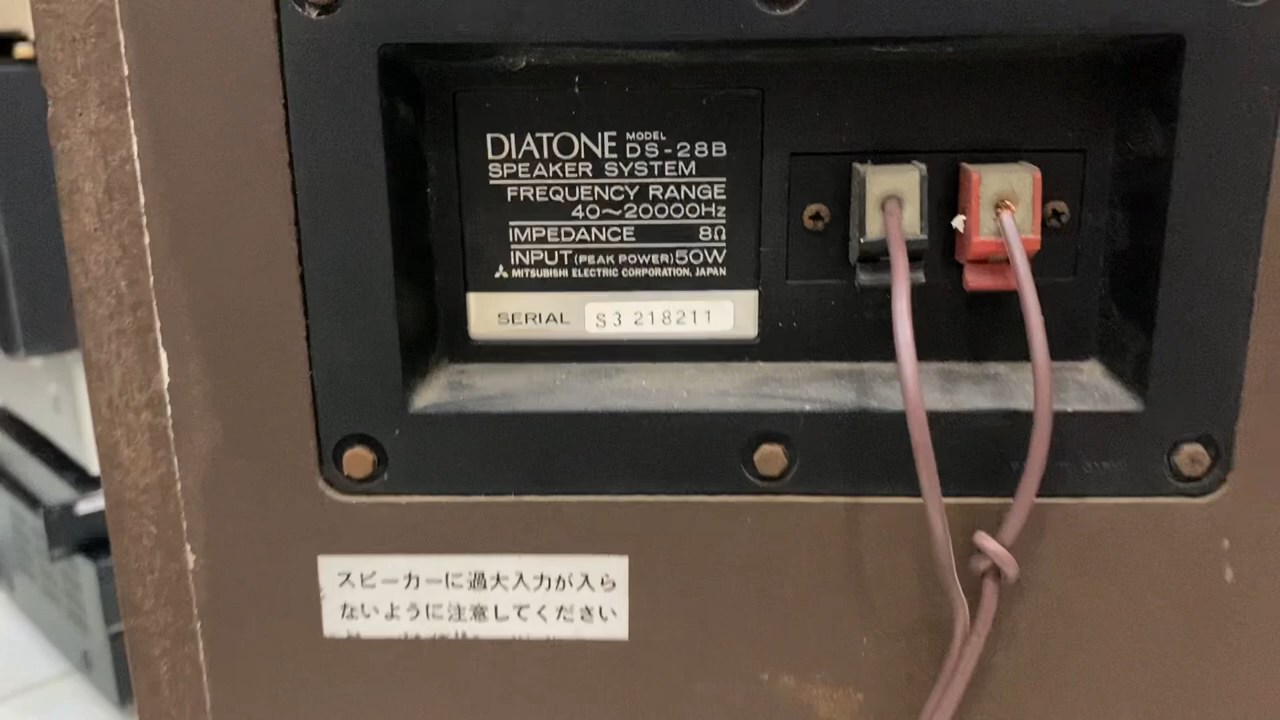 DIATONE MODEL DS-28B
SPEAKER SYSTEM
FREQUENCY RANGE
40~20000Hz
IMPEDANCE 8Ω
INPUT (PEAK POWER) 50W
MITSUBISHI ELECTRIC CORPORATION, JAPAN
SERIAL S3 218211
スピーカーに過大入力が入ら
ないように注意してください